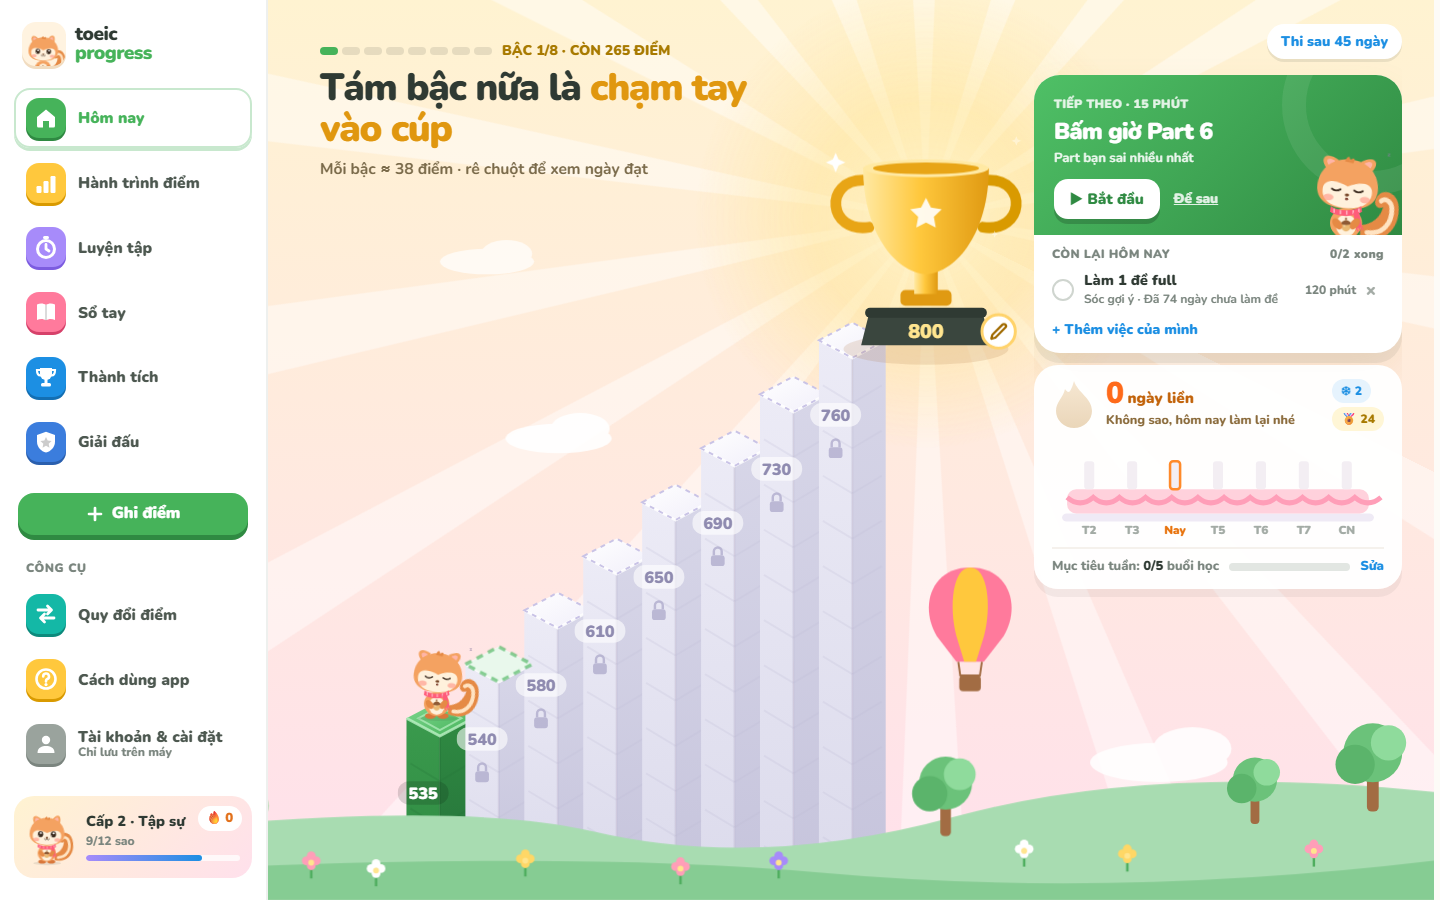 toeic
progress
Hôm nay
Hành trình điểm
Luyện tập
Sổ tay
Thành tích
Giải đấu
+ Ghi điểm
CÔNG CỤ
Quy đổi điểm
Cách dùng app
Tài khoản & cài đặt
Chỉ lưu trên máy
Cấp 2 · Tập sự
0
9/12 sao
BẬC 1/8 · CÒN 265 ĐIỂM
Tám bậc nữa là chạm tay
vào cúp
Mỗi bậc ≈ 38 điểm · rê chuột để xem ngày đạt
800
760
730
690
650
610
580
540
535
Thi sau 45 ngày
TIẾP THEO · 15 PHÚT
Bấm giờ Part 6
Part bạn sai nhiều nhất
Bắt đầu
Để sau
CÒN LẠI HÔM NAY
0/2 xong
Làm 1 đề full
Sóc gợi ý · Đã 74 ngày chưa làm đề
120 phút ×
+ Thêm việc của mình
0 ngày liền
2
Không sao, hôm nay làm lại nhé
24
T2 T3 Nay T5 T6 T7 CN
Mục tiêu tuần: 0/5 buổi học
Sửa